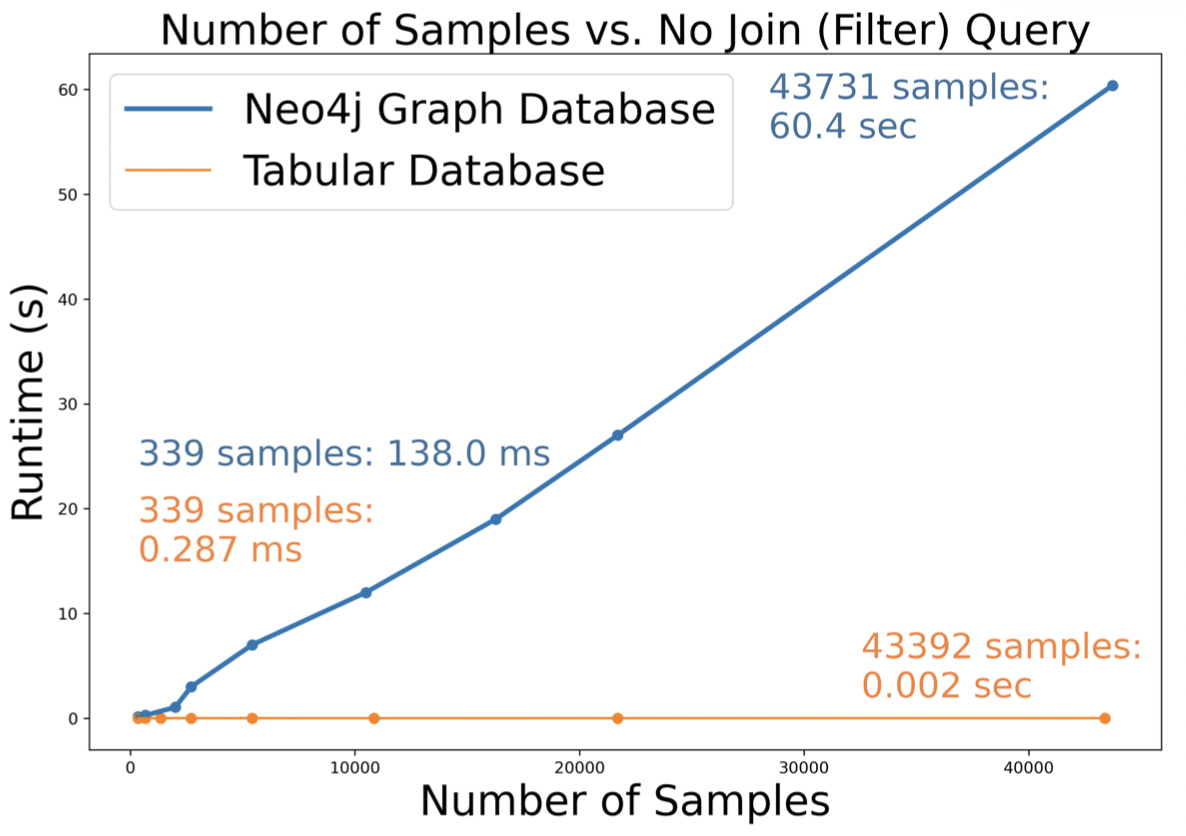 Number of Samples vs. No Join (Filter) Query
Neo4j Graph Database
Tabular Database
43731 samples:
60.4 sec
339 samples: 138.0 ms
339 samples:
0.287 ms
43392 samples:
0.002 sec
Runtime (s)
60
50
40
30
20
10
0
0 10000 20000 30000 40000
Number of Samples